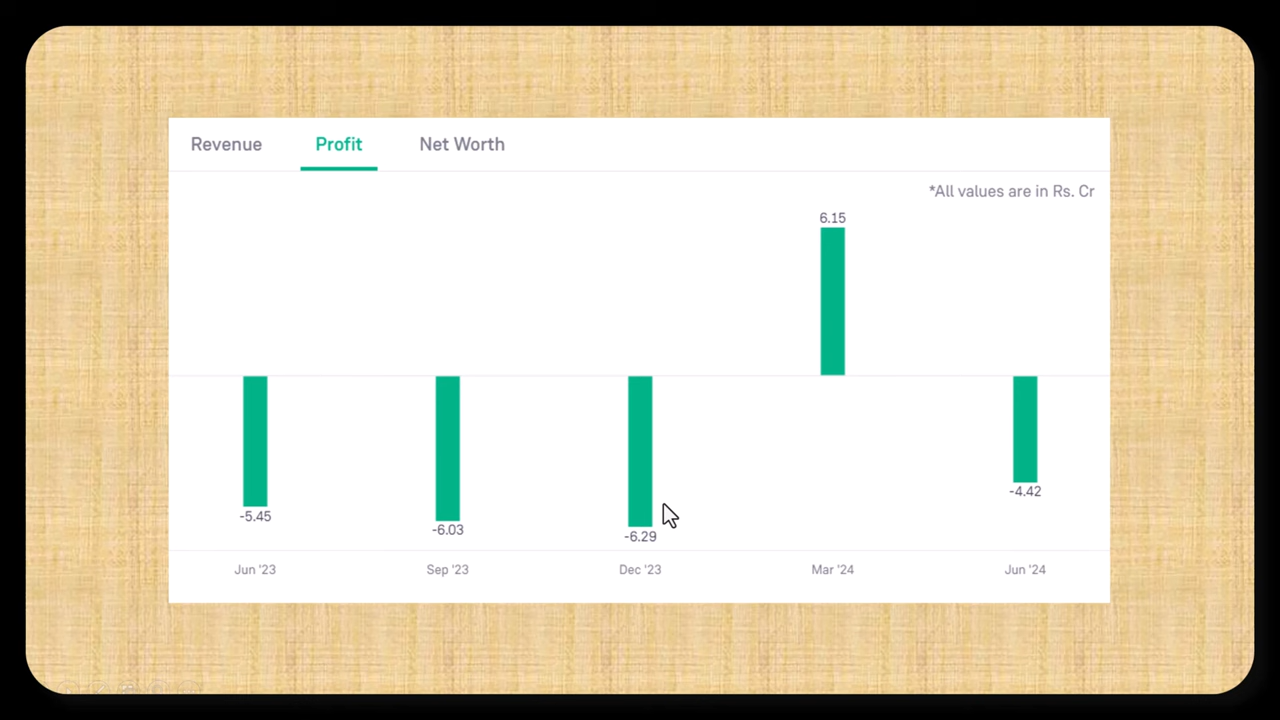 Revenue Profit Net Worth
*All values are in Rs. Cr
6.15
-5.45 -6.03 -6.29 -4.42
Jun '23 Sep '23 Dec '23 Mar '24 Jun '24